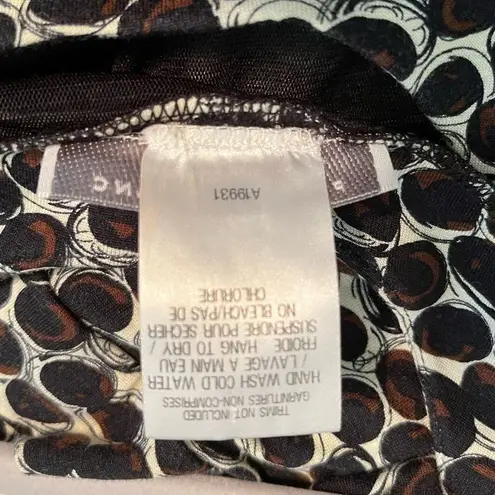 TRIMS NOT INCLUDED
GARNITURES NON-COMPRISES
HAND WASH COLD WATER
/ LAVAGE A MAIN EAU
FROIDE HANG TO DRY /
SUSPENDRE POUR SECHER
NO BLEACH/PAS DE
CHLORURE
A19931